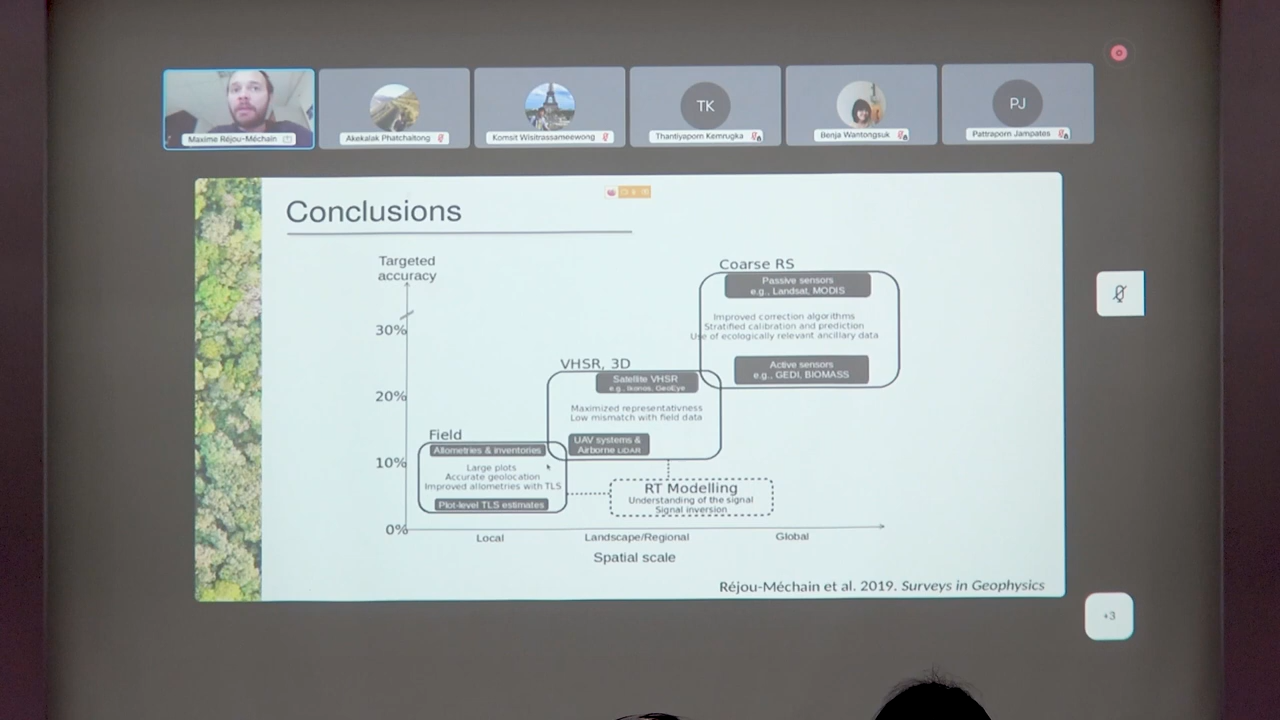 Maxime Réjou-Méchain
Akekalak Phatchaitong
Komsit Wisitrassameewong
TK
Thantiyaporn Kemrugka
Benja Wantongsuk
PJ
Pattraporn Jampates
Conclusions
Targeted
accuracy
30%
20%
10%
0%
Coarse RS
Passive sensors
e.g., Landsat, MODIS
Improved correction algorithms
Stratified calibration and prediction
Use of ecologically relevant ancillary data
Active sensors
e.g., GEDI, BIOMASS
VHSR, 3D
Satellite VHSR
e.g., Ikonos, GeoEye
Maximized representativness
Low mismatch with field data
UAV systems &
Airborne LiDAR
Field
Allometries & inventories
Large plots
Accurate geolocation
Improved allometries with TLS
Plot-level TLS estimates
RT Modelling
Understanding of the signal
Signal inversion
Local
Landscape/Regional
Global
Spatial scale
Réjou-Méchain et al. 2019. Surveys in Geophysics
+3